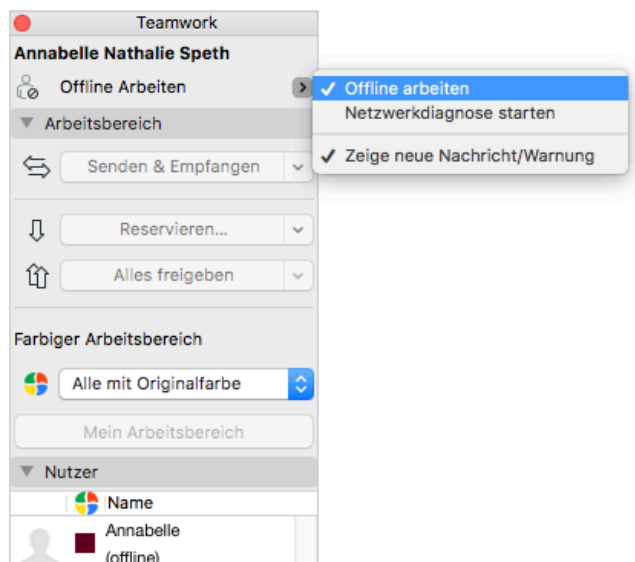 Teamwork
Annabelle Nathalie Speth
Offline Arbeiten
Offline arbeiten
Netzwerkdiagnose starten
Zeige neue Nachricht/Warnung
Arbeitsbereich
Senden & Empfangen
Reservieren...
Alles freigeben
Farbiger Arbeitsbereich
Alle mit Originalfarbe
Mein Arbeitsbereich
Nutzer
Name
Annabelle
(offline)